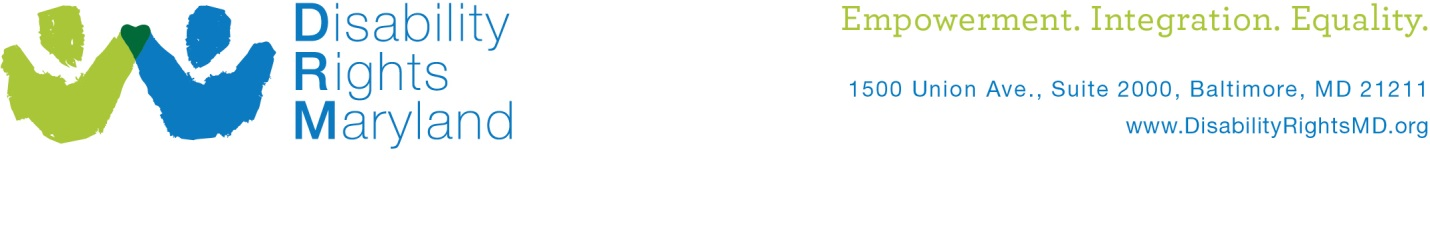 Disability
Rights
Maryland
Empowerment. Integration. Equality.
1500 Union Ave., Suite 2000, Baltimore, MD 21211
www.DisabilityRightsMD.org